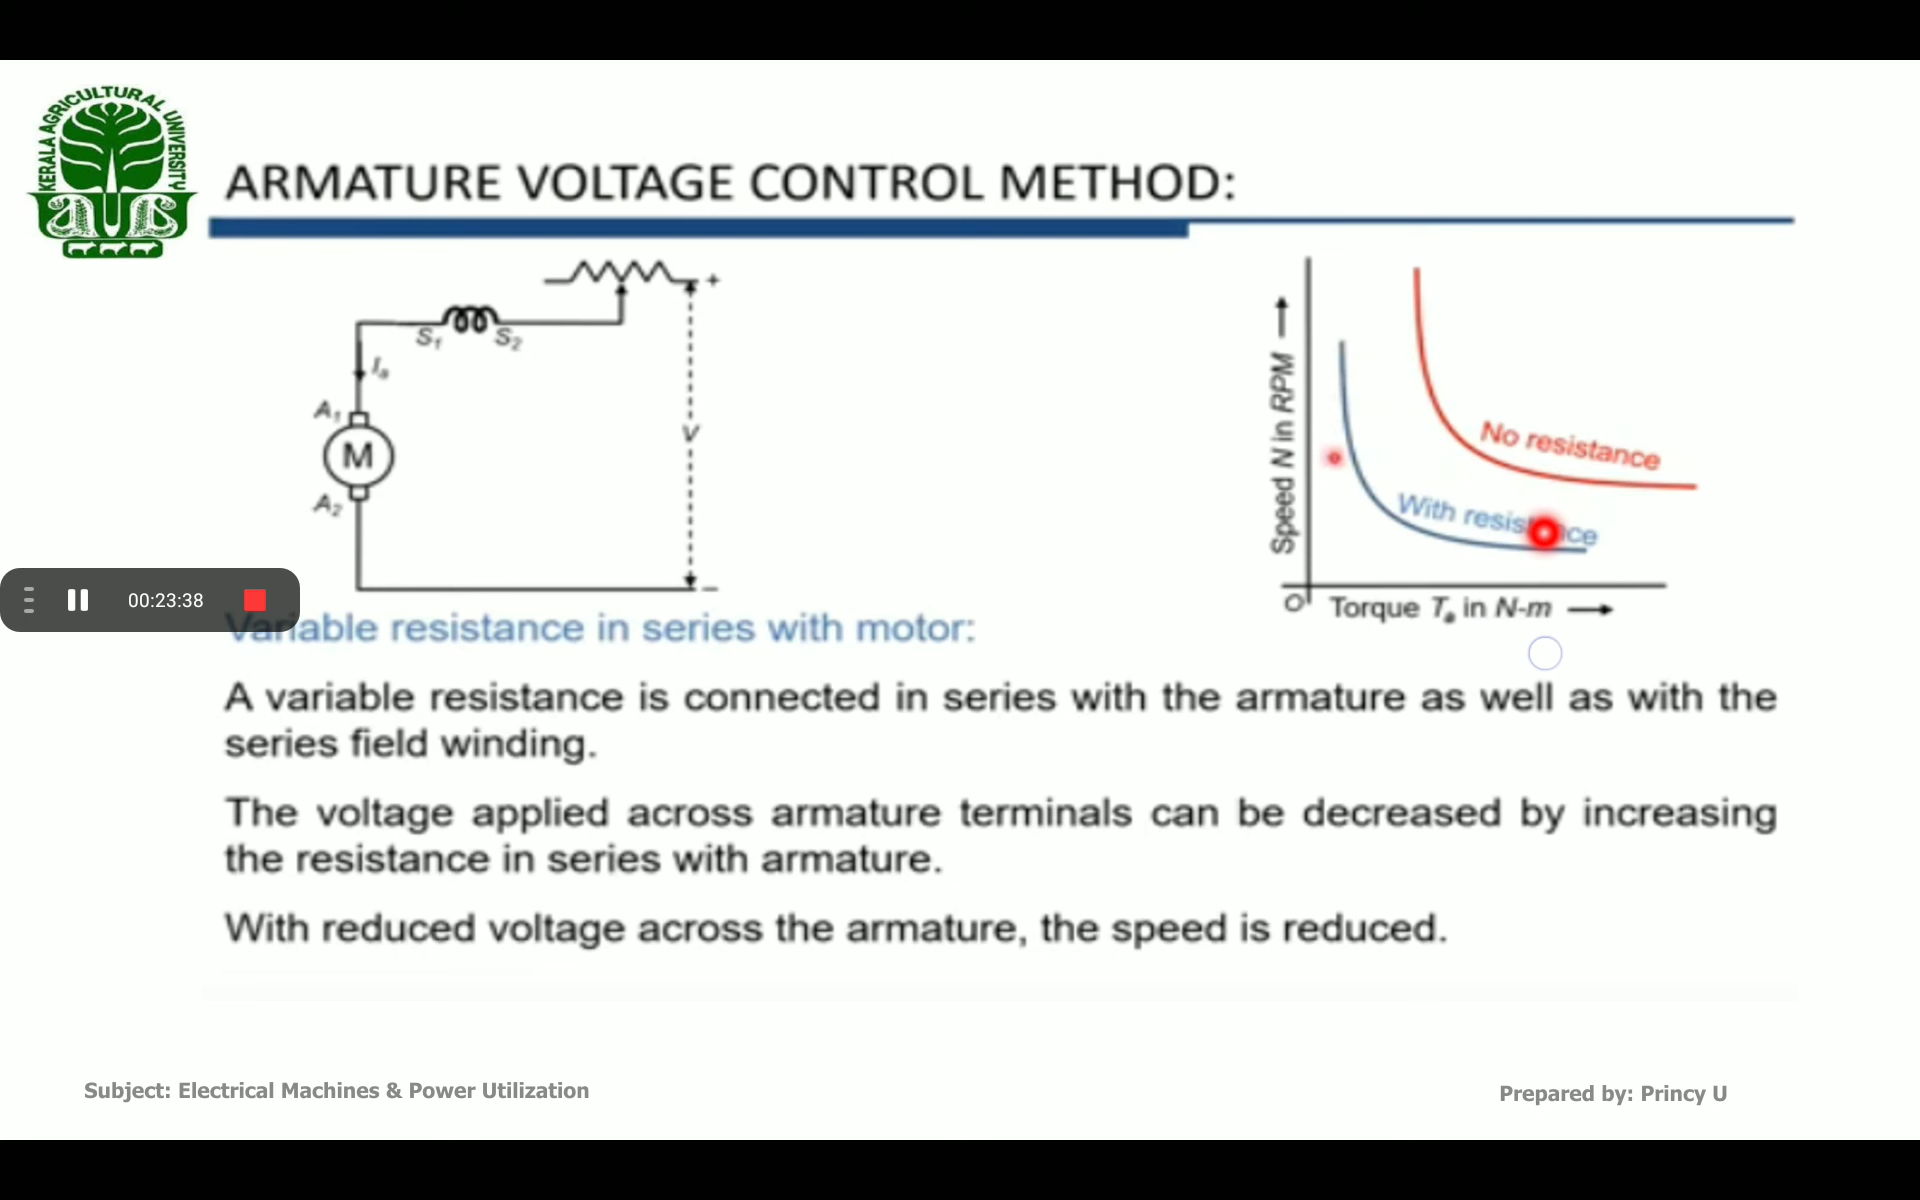 KERALA AGRICULTURAL UNIVERSITY
ARMATURE VOLTAGE CONTROL METHOD:
+
S1
S2
Ia
A1
M
A2
V
−
Speed N in RPM
No resistance
With resistance
O
Torque Ta in N-m
00:23:38
Variable resistance in series with motor:
A variable resistance is connected in series with the armature as well as with the
series field winding.
The voltage applied across armature terminals can be decreased by increasing
the resistance in series with armature.
With reduced voltage across the armature, the speed is reduced.
Subject: Electrical Machines & Power Utilization
Prepared by: Princy U